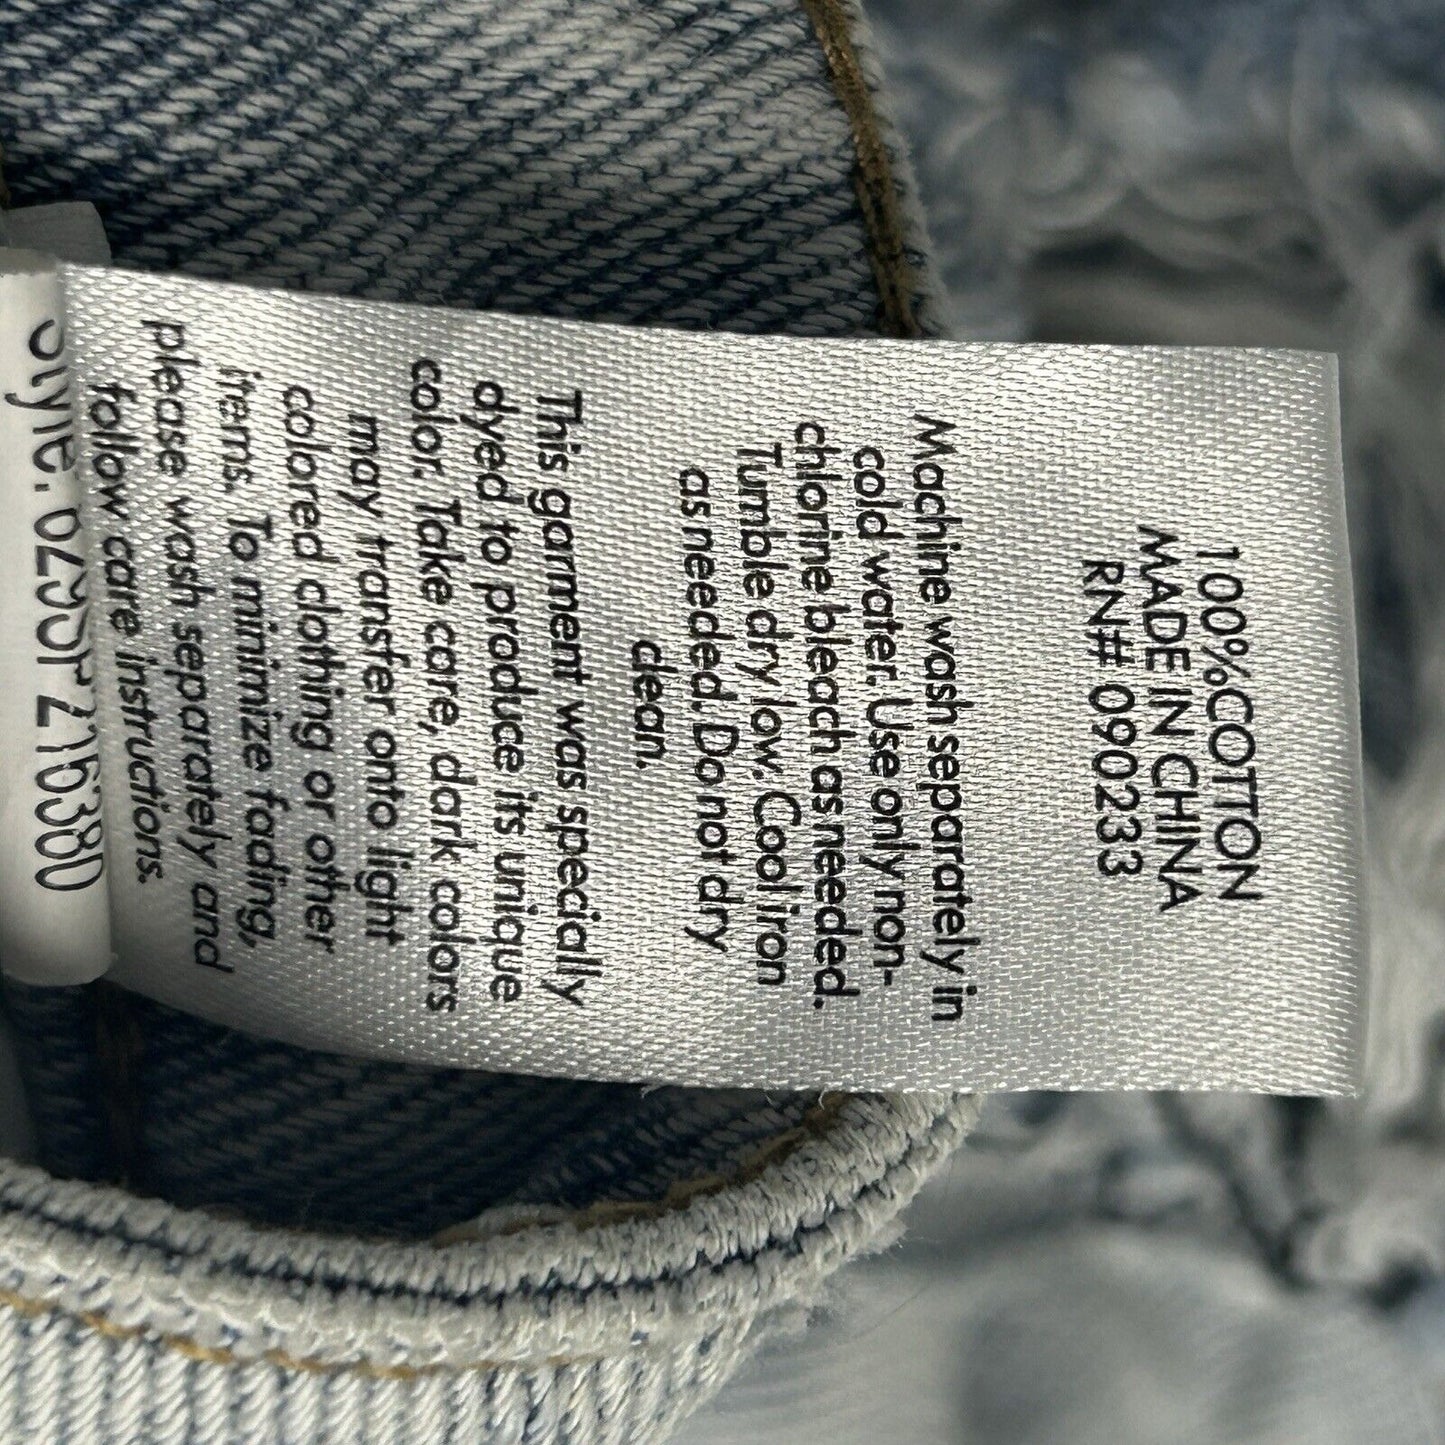 100%COTTON
MADE IN CHINA
RN# 090233
Machine wash separately in
cold water. Use only non-
chlorine bleach as needed.
Tumble dry low. Cool iron
as needed. Do not dry
clean.
This garment was specially
dyed to produce its unique
color. Take care, dark colors
may transfer onto light
colored clothing or other
items. To minimize fading,
please wash separately and
follow care instructions.